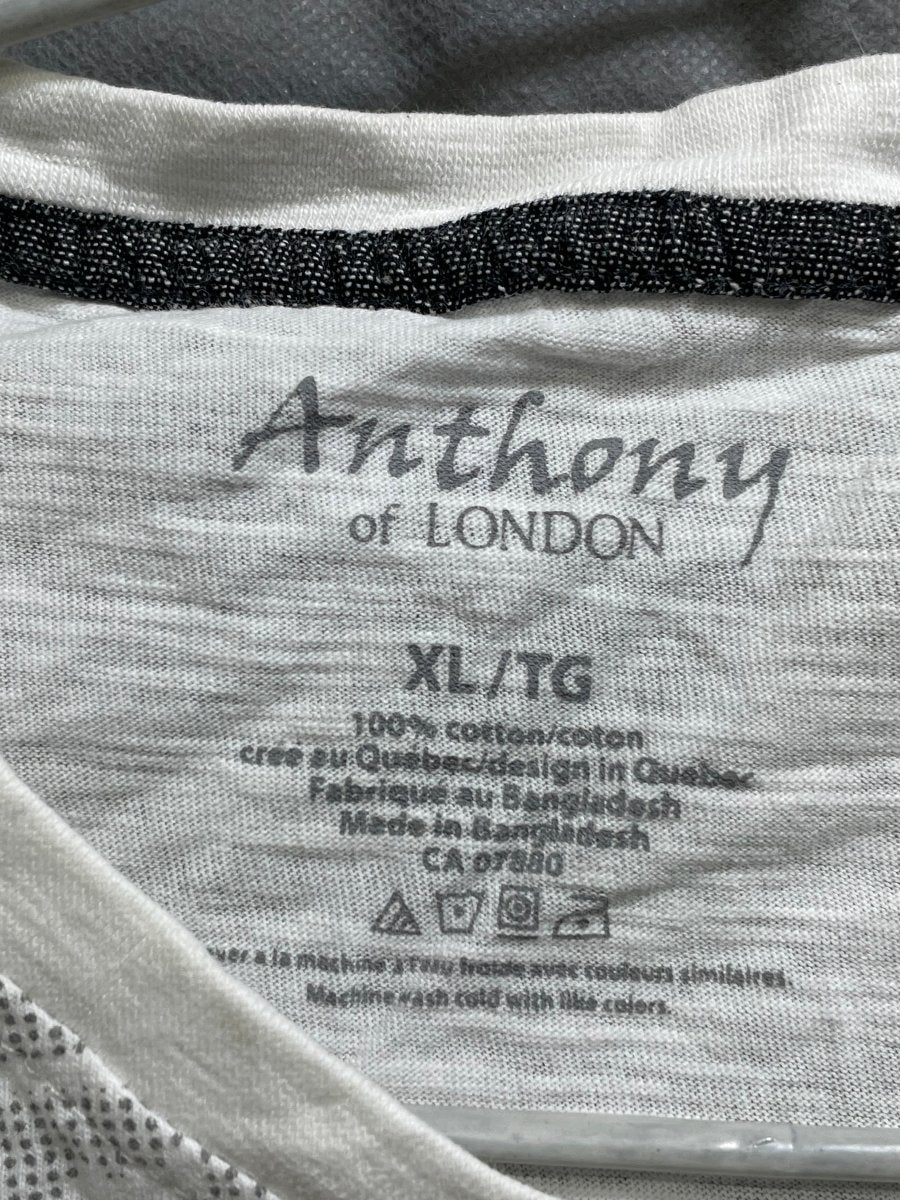 Anthony
of LONDON
XL/TG
100% cotton/coton
cree au Quebec/design in Quebec
Fabrique au Bangladesh
Made in Bangladesh
CA 07880
a la machine à l'eau froide avec couleurs similaires.
Machine wash cold with like colors.